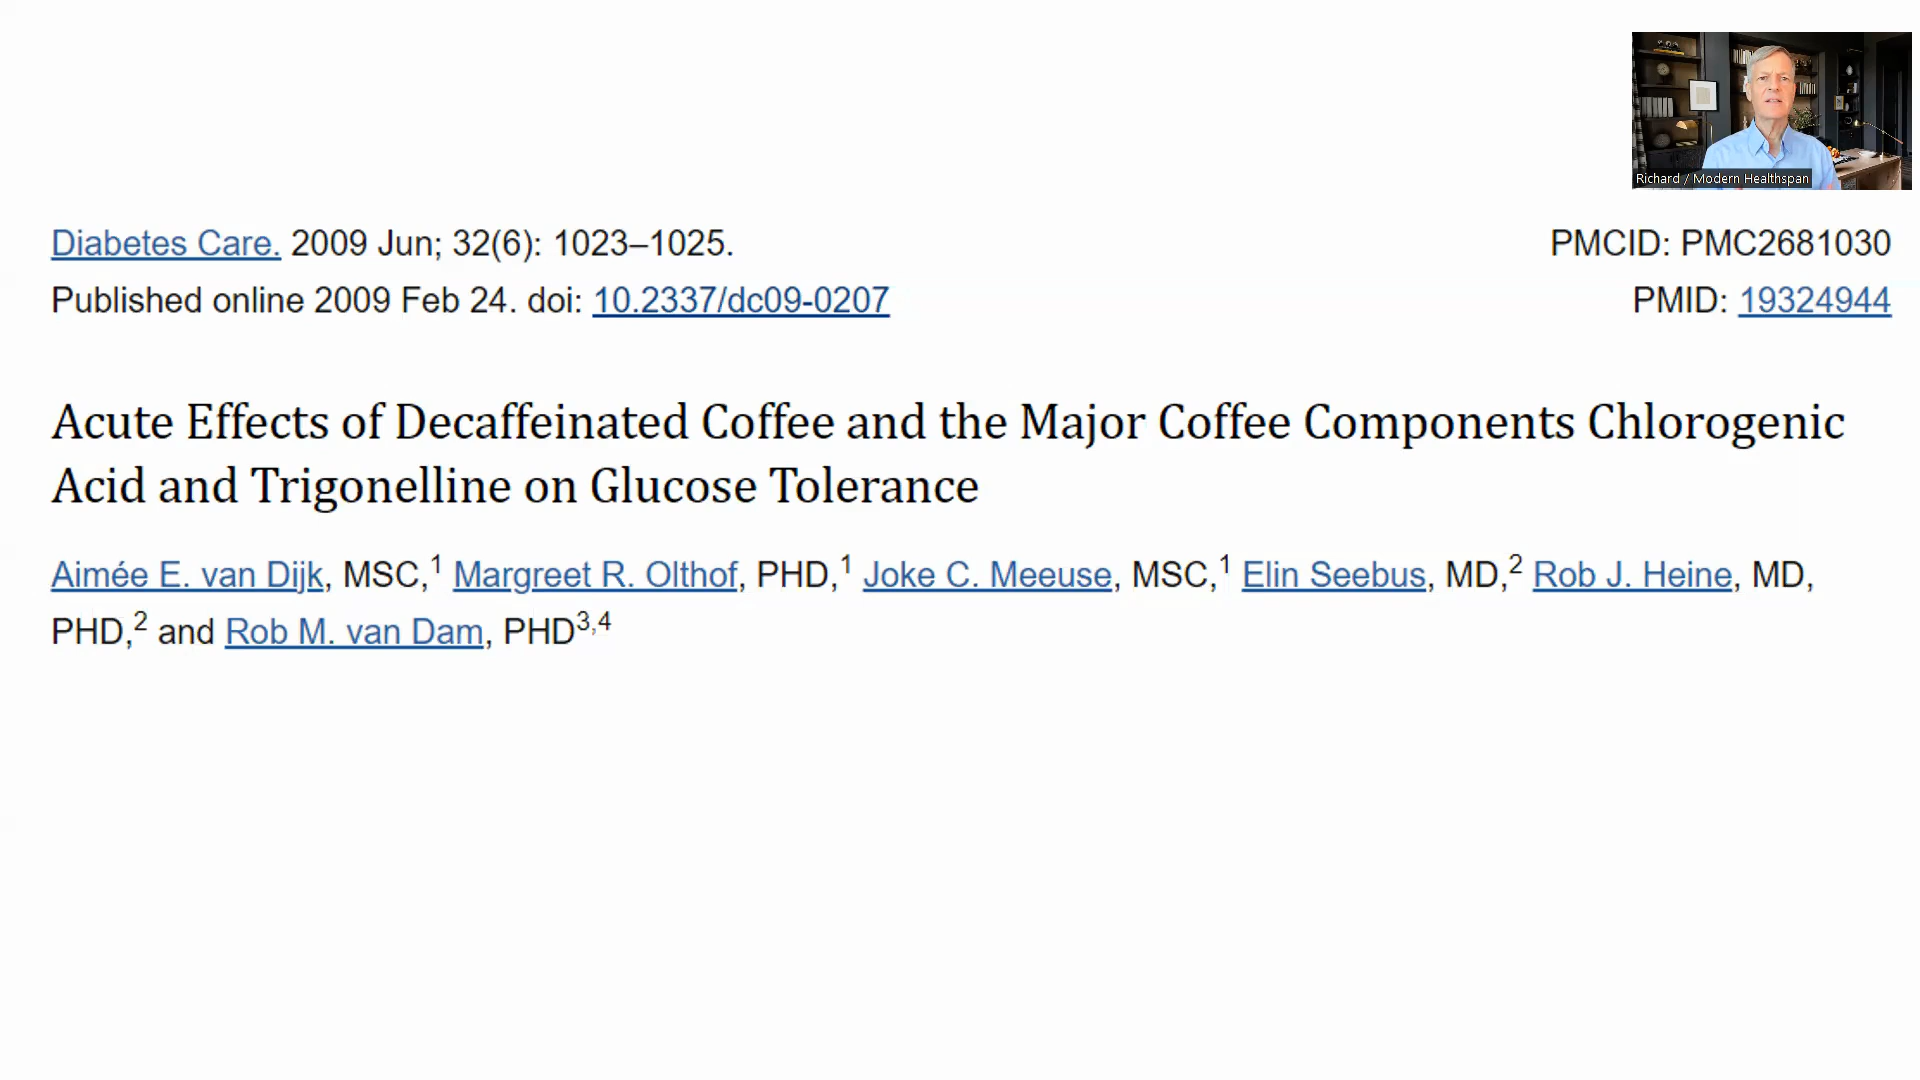 Richard / Modern Healthspan
Diabetes Care. 2009 Jun; 32(6): 1023–1025.
PMCID: PMC2681030
Published online 2009 Feb 24. doi: 10.2337/dc09-0207
PMID: 19324944
Acute Effects of Decaffeinated Coffee and the Major Coffee Components Chlorogenic
Acid and Trigonelline on Glucose Tolerance
Aimée E. van Dijk, MSC,1 Margreet R. Olthof, PHD,1 Joke C. Meeuse, MSC,1 Elin Seebus, MD,2 Rob J. Heine, MD,
PHD,2 and Rob M. van Dam, PHD3,4